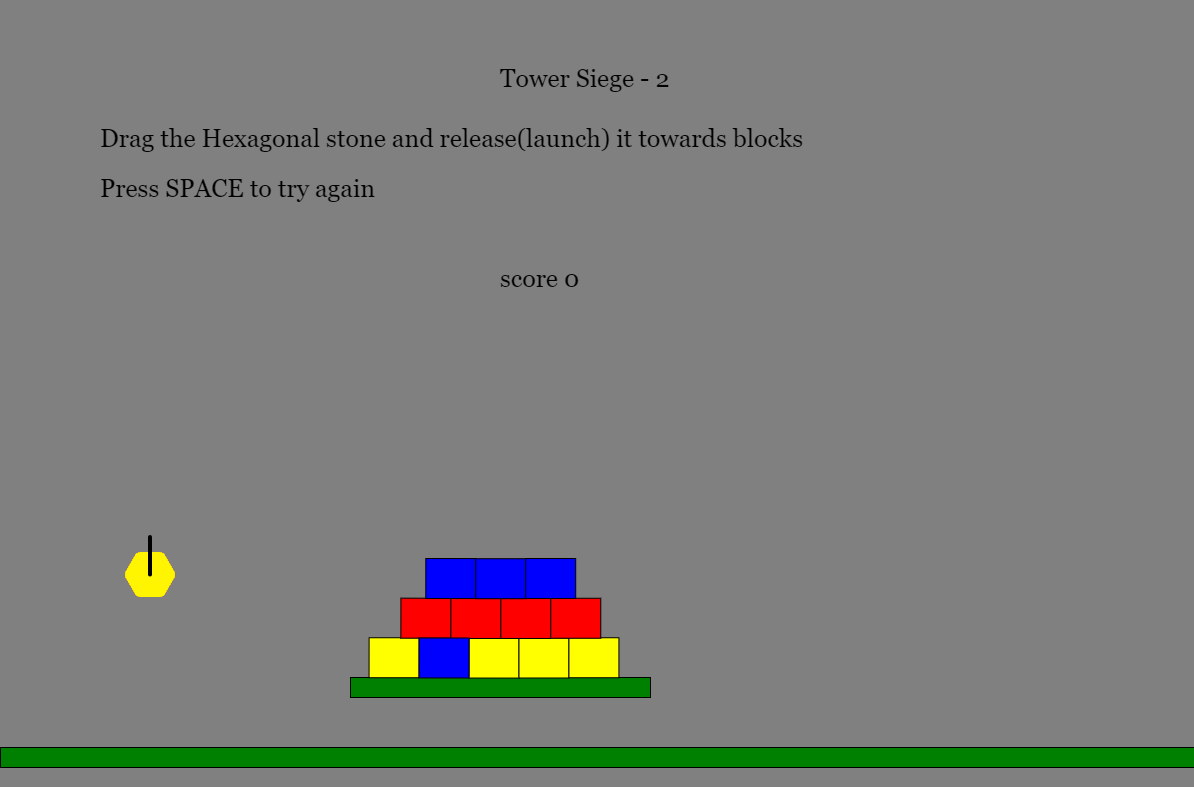 Tower Siege - 2
Drag the Hexagonal stone and release(launch) it towards blocks
Press SPACE to try again
score 0